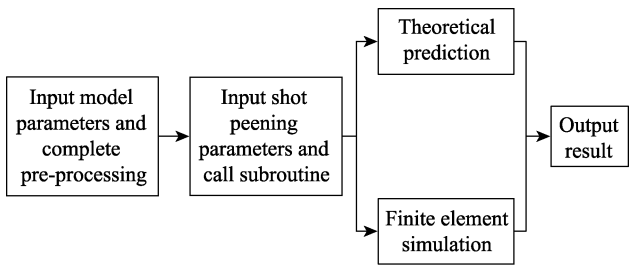 Input model
parameters and
complete
pre-processing
Input shot
peening
parameters and
call subroutine
Theoretical
prediction
Finite element
simulation
Output
result